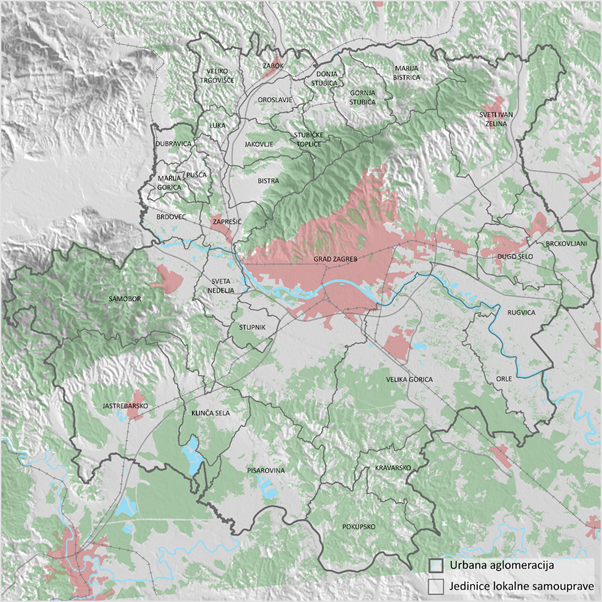 ZABOK
VELIKO
TRGOVIŠĆE
DONJA
STUBICA
MARIJA
BISTRICA
OROSLAVJE
GORNJA
STUBICA
SVETI IVAN
ZELINA
LUKA
STUBIČKE
TOPLICE
DUBRAVICA
JAKOVLJE
MARIJA
GORICA
PUŠĆA
BISTRA
BRDOVEC
ZAPREŠIĆ
BRCKOVLJANI
GRAD ZAGREB
DUGO SELO
SVETA
NEDELJA
SAMOBOR
RUGVICA
STUPNIK
VELIKA GORICA
ORLE
JASTREBARSKO
KLINČA SELA
PISAROVINA
KRAVARSKO
POKUPSKO
Urbana aglomeracija
Jedinice lokalne samouprave